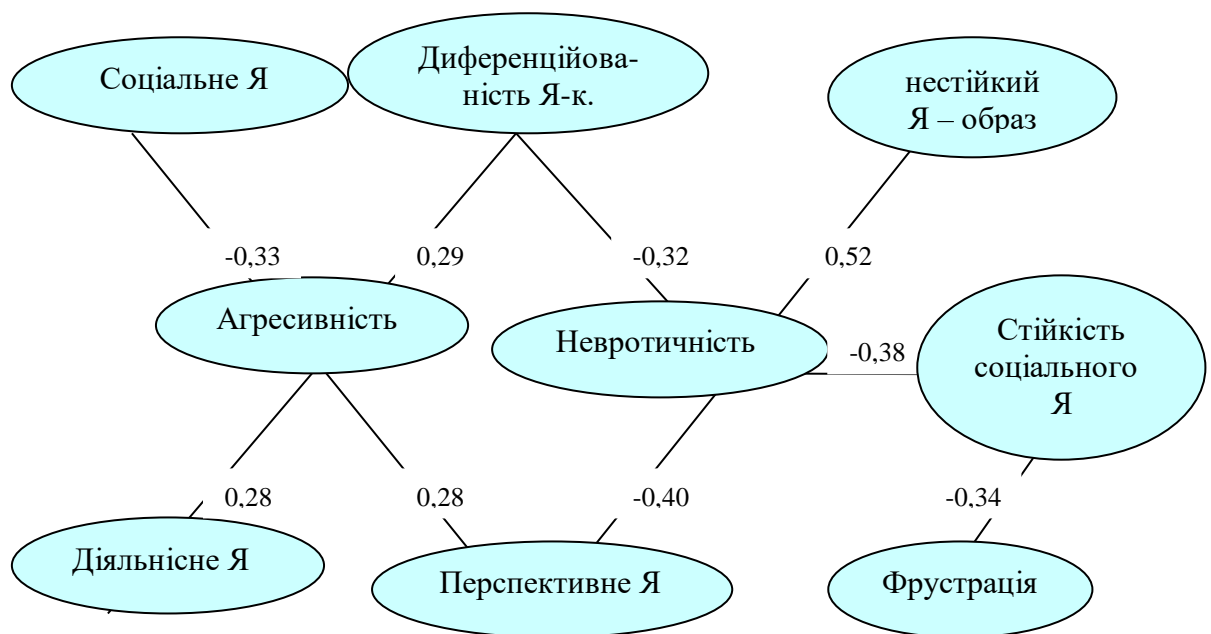 Соціальне Я
Диференційова-
ність Я-к.
нестійкий
Я – образ
-0,33
0,29
-0,32
0,52
Агресивність
Невротичність
-0,38
Стійкість
соціального
Я
0,28
0,28
-0,40
-0,34
Діяльнісне Я
Перспективне Я
Фрустрація